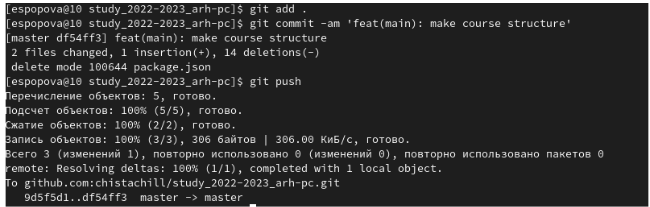 [espopova@10 study_2022-2023_arh-pc]$ git add .
[espopova@10 study_2022-2023_arh-pc]$ git commit -am 'feat(main): make course structure'
[master df54ff3] feat(main): make course structure
 2 files changed, 1 insertion(+), 14 deletions(-)
 delete mode 100644 package.json
[espopova@10 study_2022-2023_arh-pc]$ git push
Перечисление объектов: 5, готово.
Подсчет объектов: 100% (5/5), готово.
Сжатие объектов: 100% (2/2), готово.
Запись объектов: 100% (3/3), 306 байтов | 306.00 КиБ/с, готово.
Всего 3 (изменений 1), повторно использовано 0 (изменений 0), повторно использовано пакетов 0
remote: Resolving deltas: 100% (1/1), completed with 1 local object.
To github.com:chistachill/study_2022-2023_arh-pc.git
   9d5f5d1..df54ff3  master -> master